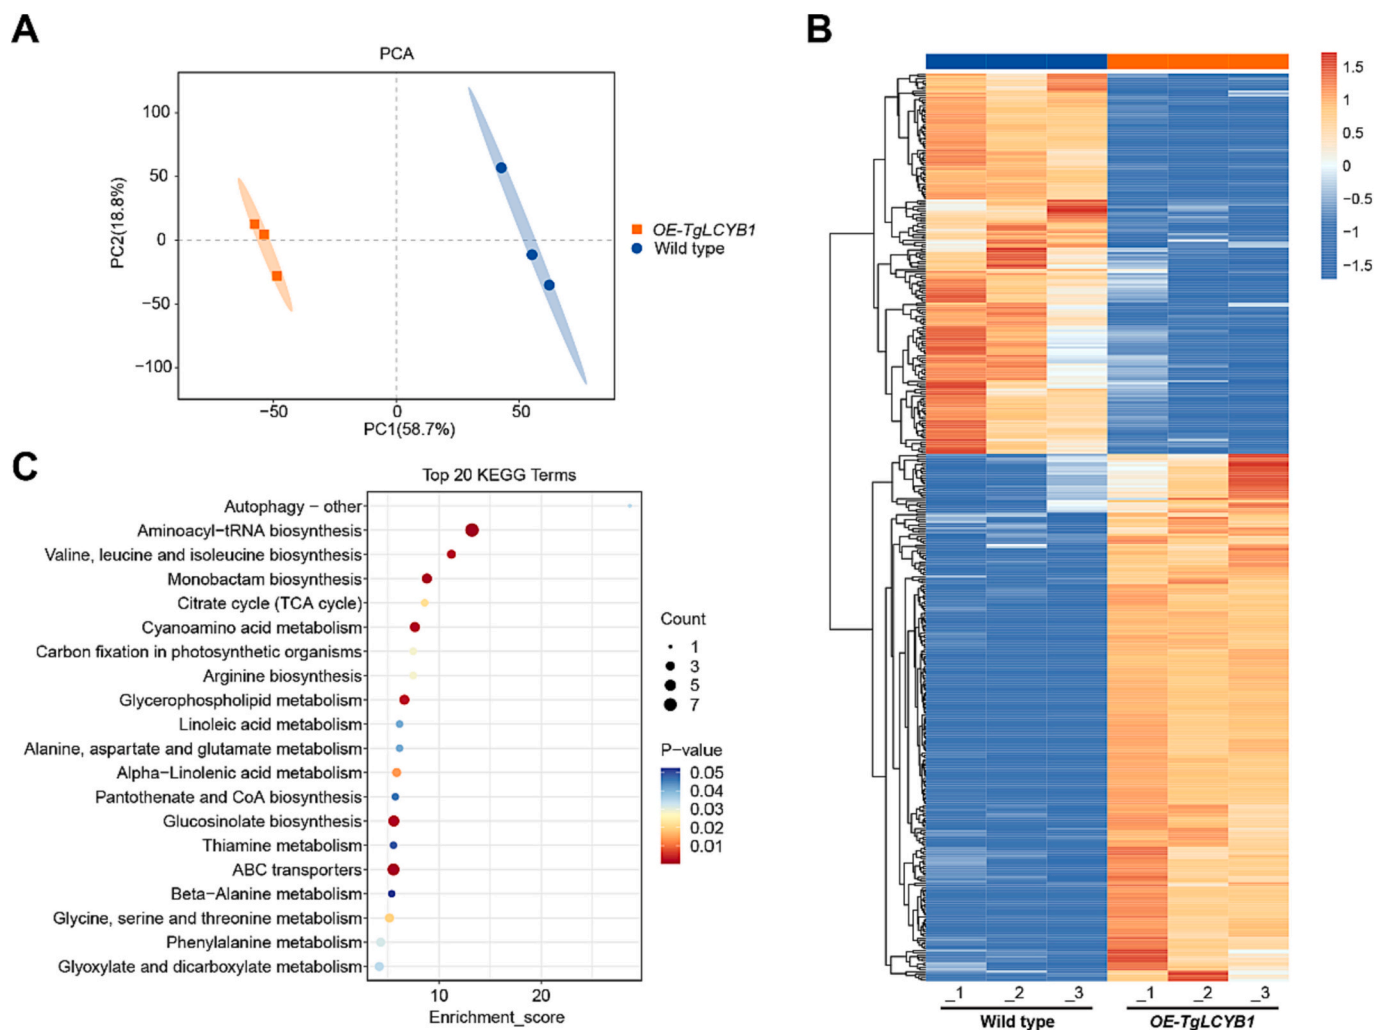 A
PCA
100
50
0
−50
−100
PC2(18.8%)
−50
0
50
PC1(58.7%)
OE-TgLCYB1
Wild type
B
1.5
1
0.5
0
−0.5
−1
−1.5
_1
_2
_3
_1
_2
_3
Wild type
OE-TgLCYB1
C
Top 20 KEGG Terms
Autophagy − other
Aminoacyl−tRNA biosynthesis
Valine, leucine and isoleucine biosynthesis
Monobactam biosynthesis
Citrate cycle (TCA cycle)
Cyanoamino acid metabolism
Carbon fixation in photosynthetic organisms
Arginine biosynthesis
Glycerophospholipid metabolism
Linoleic acid metabolism
Alanine, aspartate and glutamate metabolism
Alpha−Linolenic acid metabolism
Pantothenate and CoA biosynthesis
Glucosinolate biosynthesis
Thiamine metabolism
ABC transporters
Beta−Alanine metabolism
Glycine, serine and threonine metabolism
Phenylalanine metabolism
Glyoxylate and dicarboxylate metabolism
10
20
Enrichment_score
Count
1
3
5
7
P−value
0.05
0.04
0.03
0.02
0.01